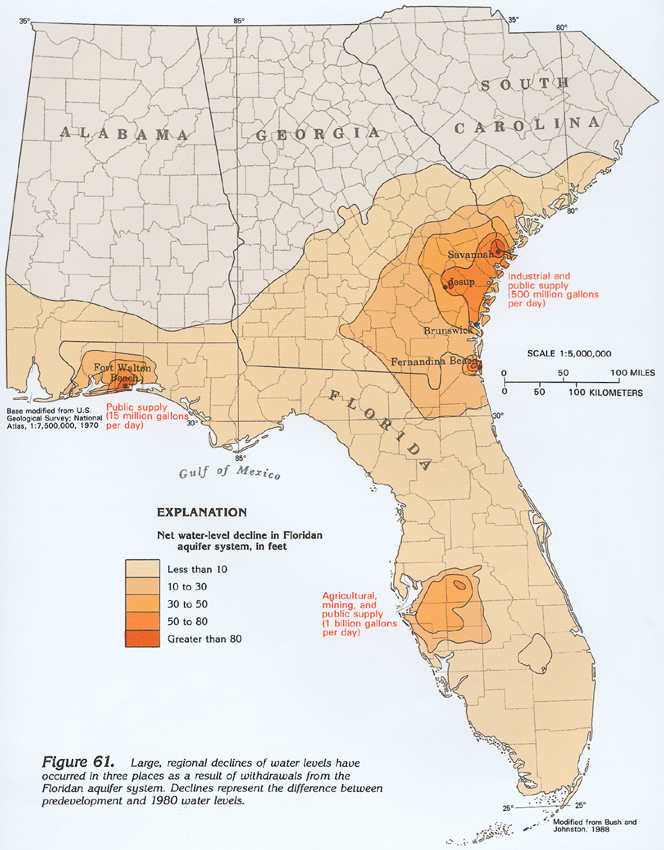 35°
85°
35°
80°
SOUTH
CAROLINA
ALABAMA
GEORGIA
80°
Savannah
Jesup
Industrial and
public supply
(500 million gallons
per day)
Brunswick
Fernandina Beach
SCALE 1:5,000,000
0 50 100 MILES
0 50 100 KILOMETERS
Fort Walton
Beach
Base modified from U.S.
Geological Survey; National
Atlas, 1:7,500,000, 1970
Public supply
(15 million gallons
per day)
30°
FLORIDA
30°
85°
Gulf of Mexico
EXPLANATION
Net water-level decline in Floridan
aquifer system, in feet
Less than 10
10 to 30
30 to 50
50 to 80
Greater than 80
Agricultural,
mining, and
public supply
(1 billion gallons
per day)
Figure 61. Large, regional declines of water levels have
occurred in three places as a result of withdrawals from the
Floridan aquifer system. Declines represent the difference between
predevelopment and 1980 water levels.
25°
25°
Modified from Bush and
Johnston, 1988